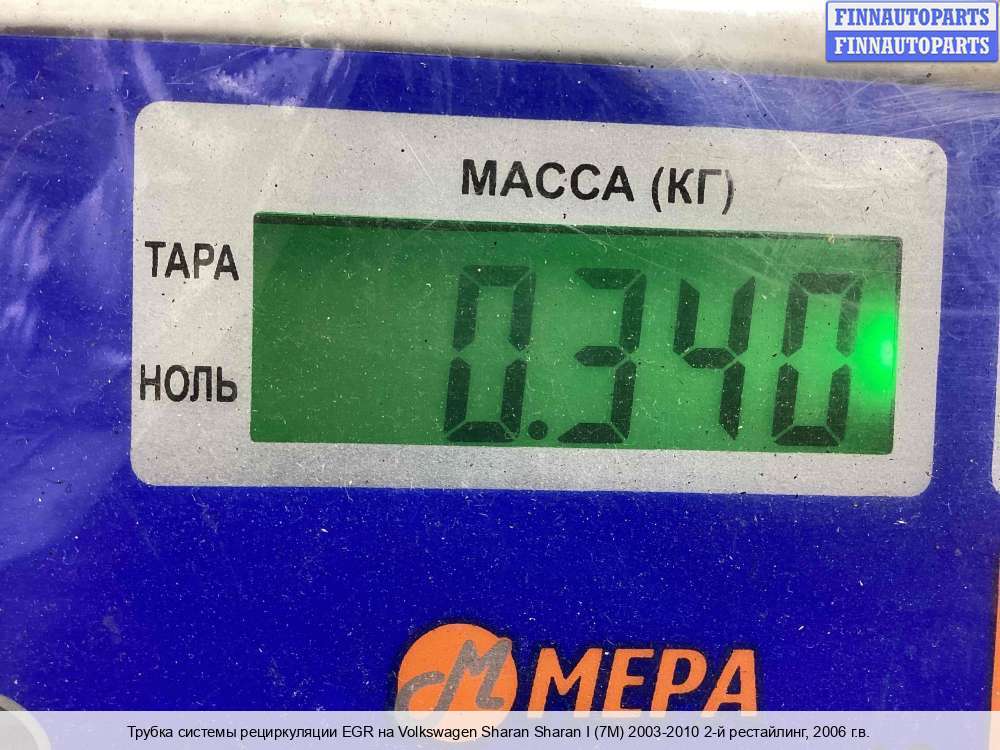 FINNAUTOPARTS
FINNAUTOPARTS
МАССА (КГ)
ТАРА
0.340
НОЛЬ
МЕРА
Трубка системы рециркуляции EGR на Volkswagen Sharan Sharan I (7M) 2003-2010 2-й рестайлинг, 2006 г.в.